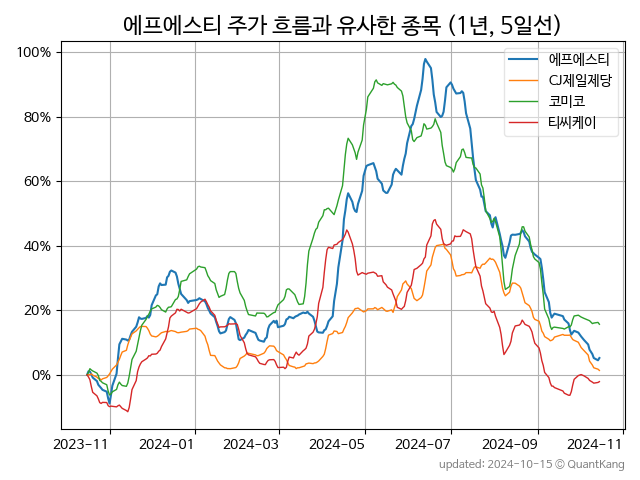 에프에스티 주가 흐름과 유사한 종목 (1년, 5일선)
100%
80%
60%
40%
20%
0%
에프에스티
CJ제일제당
코미코
티씨케이
2023-11
2024-01
2024-03
2024-05
2024-07
2024-09
2024-11
updated: 2024-10-15 © QuantKang